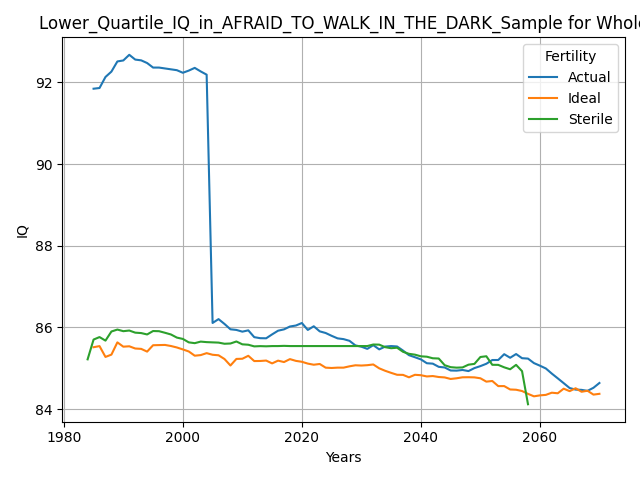 Lower_Quartile_IQ_in_AFRAID_TO_WALK_IN_THE_DARK_Sample for Whole
Fertility
Actual
Ideal
Sterile
IQ
92
90
88
86
84
1980
2000
2020
2040
2060
Years